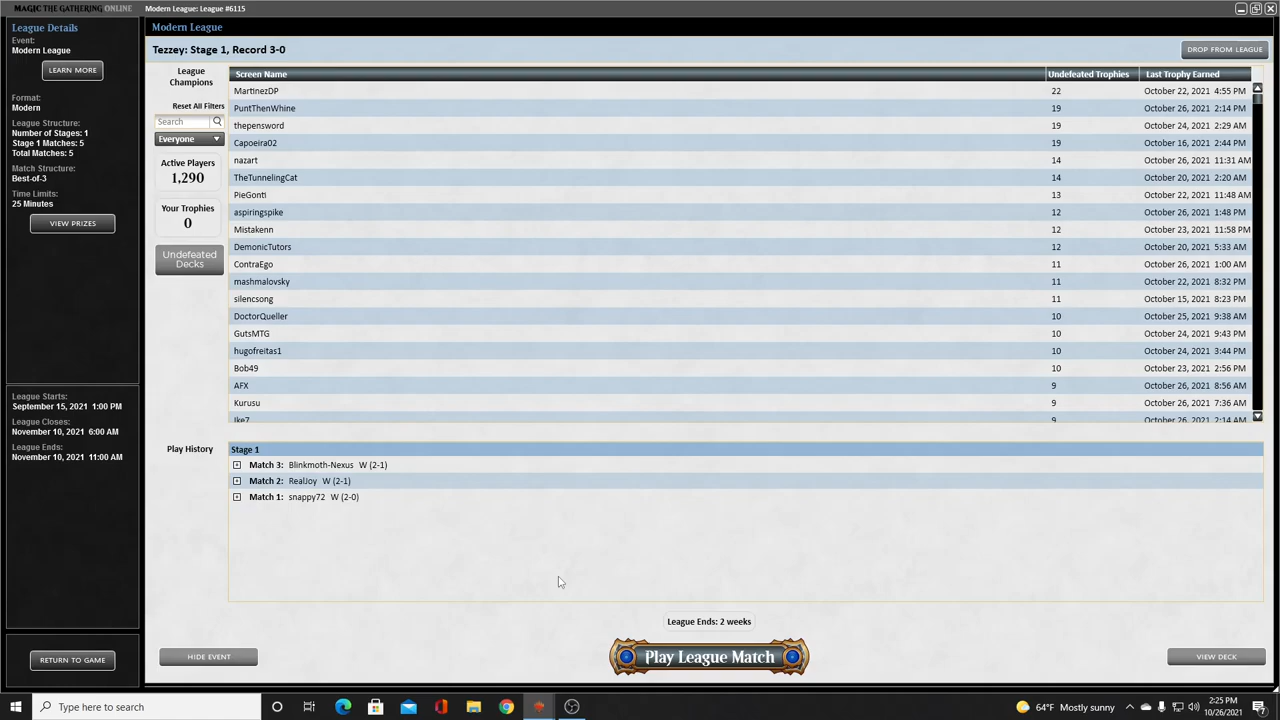 MAGIC THE GATHERING ONLINE
Modern League: League #6115
League Details
Event:
Modern League
LEARN MORE
Format:
Modern
League Structure:
Number of Stages: 1
Stage 1 Matches: 5
Total Matches: 5
Match Structure:
Best-of-3
Time Limits:
25 Minutes
VIEW PRIZES
League Starts:
September 15, 2021 1:00 PM
League Closes:
November 10, 2021 6:00 AM
League Ends:
November 10, 2021 11:00 AM
RETURN TO GAME
Modern League
Tezzey: Stage 1, Record 3-0
DROP FROM LEAGUE
League
Champions
Reset All Filters
Search
Everyone
Active Players
1,290
Your Trophies
0
Undefeated
Decks
Screen Name Undefeated Trophies Last Trophy Earned
MartinezDP 22 October 22, 2021 4:55 PM
PuntThenWhine 19 October 26, 2021 2:14 PM
thepensword 19 October 24, 2021 2:29 AM
Capoeira02 19 October 16, 2021 2:44 PM
nazart 14 October 26, 2021 11:31 AM
TheTunnelingCat 14 October 20, 2021 2:20 AM
PieGonti 13 October 22, 2021 11:48 AM
aspiringspike 12 October 26, 2021 1:48 PM
Mistakenn 12 October 23, 2021 11:58 PM
DemonicTutors 12 October 20, 2021 5:33 AM
ContraEgo 11 October 26, 2021 1:00 AM
mashmalovsky 11 October 22, 2021 8:32 PM
silencsong 11 October 15, 2021 8:23 PM
DoctorQueller 10 October 25, 2021 9:38 AM
GutsMTG 10 October 24, 2021 9:43 PM
hugofreitas1 10 October 24, 2021 3:44 PM
Bob49 10 October 23, 2021 2:56 PM
AFX 9 October 26, 2021 8:56 AM
Kurusu 9 October 26, 2021 7:36 AM
Ike7 9 October 26, 2021 2:14 AM
Play History
Stage 1
Match 3: Blinkmoth-Nexus W (2-1)
Match 2: RealJoy W (2-1)
Match 1: snappy72 W (2-0)
League Ends: 2 weeks
HIDE EVENT
Play League Match
VIEW DECK
Type here to search
64°F Mostly sunny
2:25 PM
10/26/2021
7